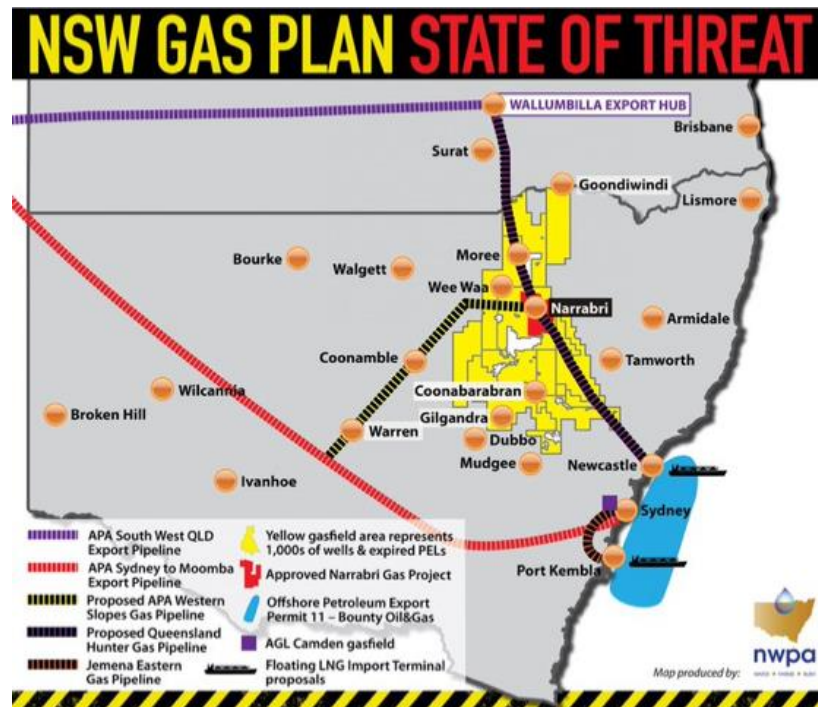 NSW GAS PLAN STATE OF THREAT
WALLUMBILLA EXPORT HUB
Brisbane
Surat
Goondiwindi
Lismore
Moree
Bourke
Walgett
Wee Waa
Narrabri
Armidale
Coonamble
Tamworth
Wilcannia
Coonabarabran
Broken Hill
Gilgandra
Warren
Dubbo
Mudgee
Newcastle
Ivanhoe
Sydney
Port Kembla
APA South West QLD
Export Pipeline
APA Sydney to Moomba
Export Pipeline
Proposed APA Western
Slopes Gas Pipeline
Proposed Queensland
Hunter Gas Pipeline
Jemena Eastern
Gas Pipeline
Yellow gasfield area represents
1,000s of wells & expired PELs
Approved Narrabri Gas Project
Offshore Petroleum Export
Permit 11 – Bounty Oil&Gas
AGL Camden gasfield
Floating LNG Import Terminal
proposals
Map produced by:
nwpa